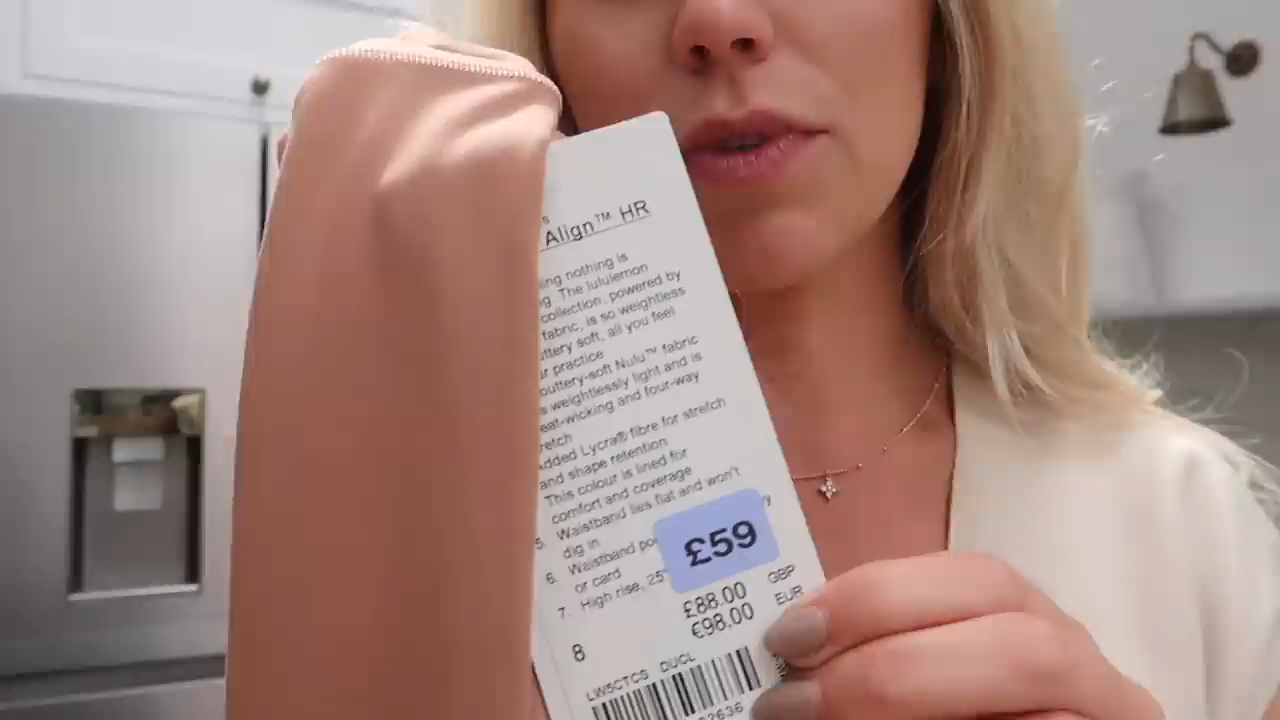 s
Align™ HR
ing nothing is
g. The lululemon
collection, powered by
fabric, is so weightless
uttery soft, all you feel
ur practice
buttery-soft Nulu™ fabric
s weightlessly light and is
eat-wicking and four-way
retch
dded Lycra® fibre for stretch
and shape retention
This colour is lined for
comfort and coverage
5. Waistband lies flat and won't
dig in
6. Waistband po ry
or card
7. High rise, 25"
£59
£88.00 GBP
€98.00 EUR
8
LW5CTCS DUCL
2636